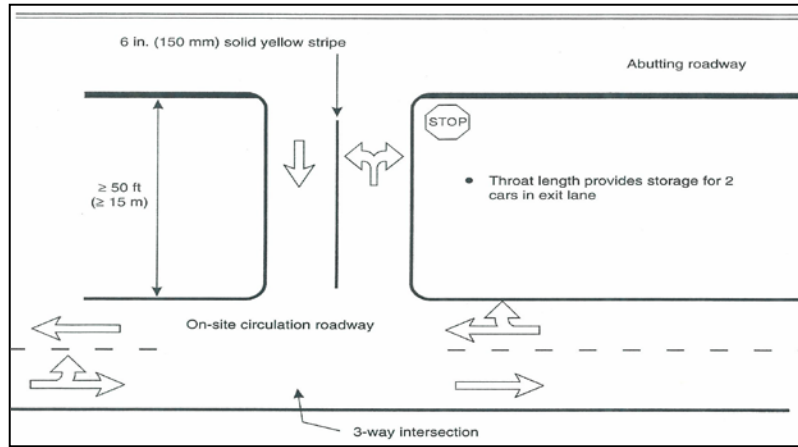 6 in. (150 mm) solid yellow stripe
Abutting roadway
STOP
≥ 50 ft
(≥ 15 m)
• Throat length provides storage for 2
cars in exit lane
On-site circulation roadway
3-way intersection